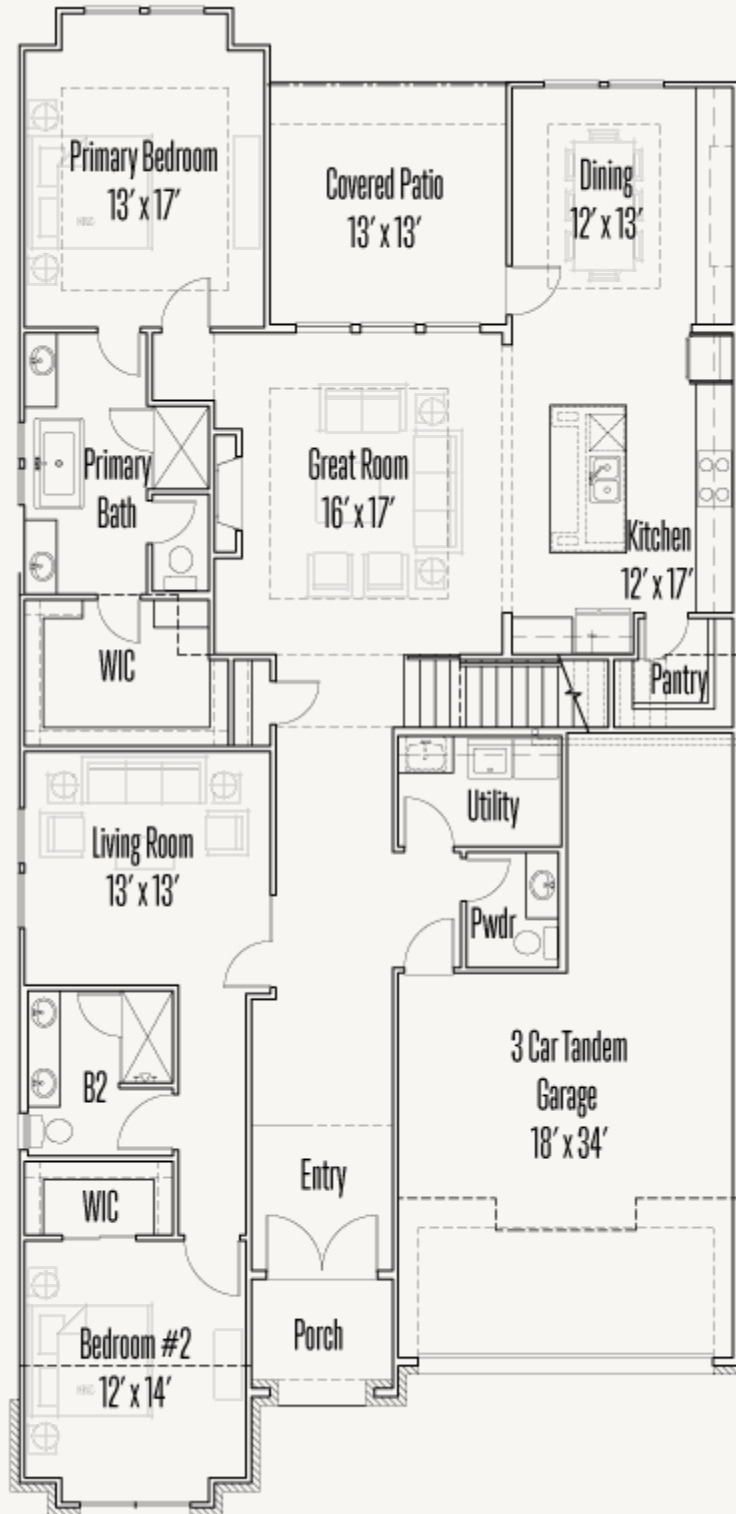 Primary Bedroom
13' x 17'
Covered Patio
13' x 13'
Dining
12' x 13'
KING
Primary
Bath
Great Room
16' x 17'
Kitchen
12' x 17'
WIC
Pantry
Living Room
13' x 13'
Utility
Pwdr
B2
3 Car Tandem
Garage
18' x 34'
WIC
Entry
Porch
Bedroom #2
12' x 14'
KING